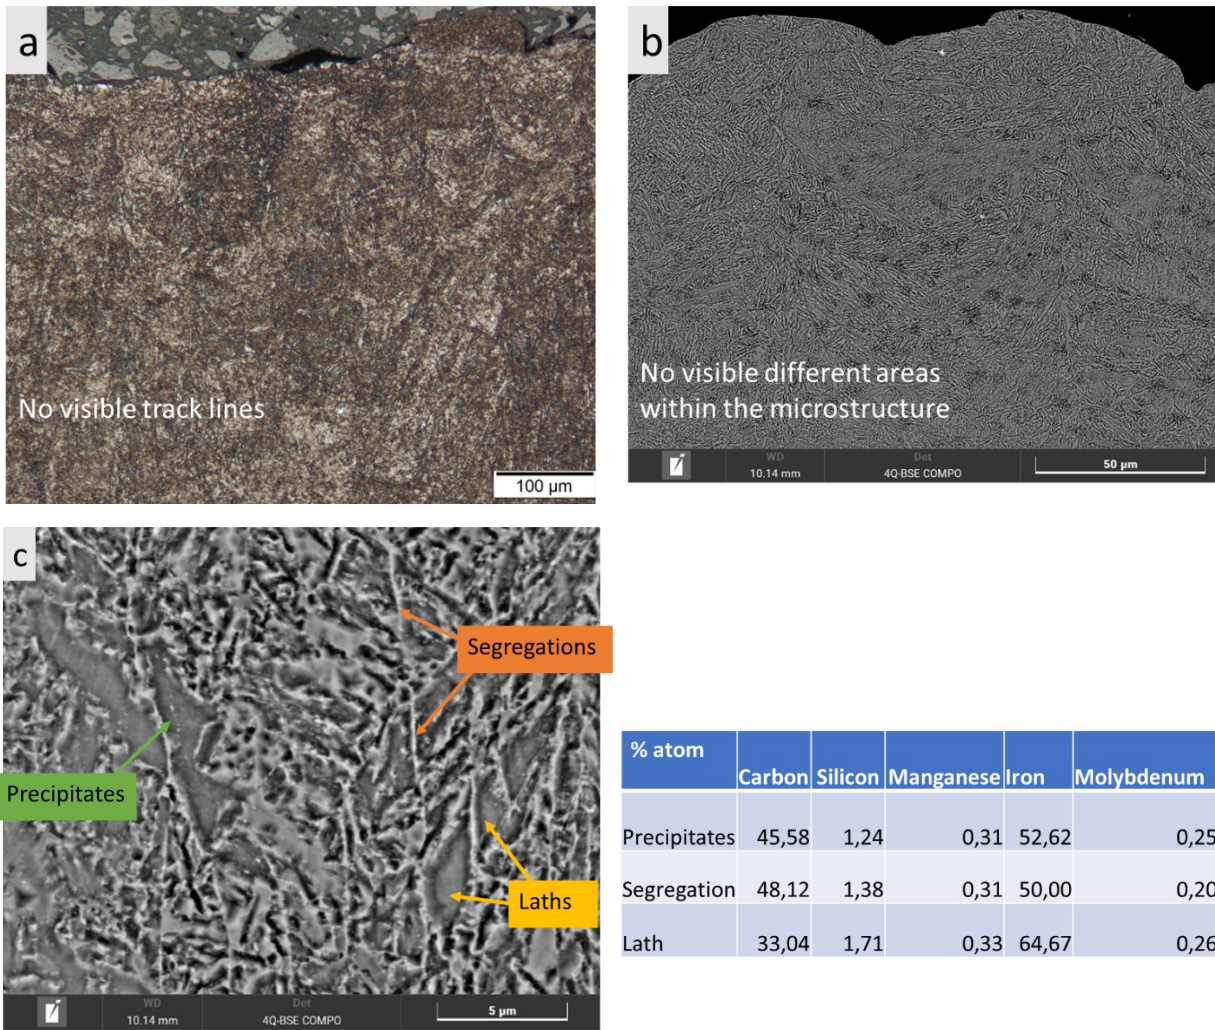 a
No visible track lines
100 µm
b
No visible different areas
within the microstructure
WD
10.14 mm
Det
4Q-BSE COMPO
50 µm
c
Segregations
Precipitates
Laths
WD
10.14 mm
Det
4Q-BSE COMPO
5 µm
% atom Carbon Silicon Manganese Iron Molybdenum
Precipitates 45,58 1,24 0,31 52,62 0,25
Segregation 48,12 1,38 0,31 50,00 0,20
Lath 33,04 1,71 0,33 64,67 0,26